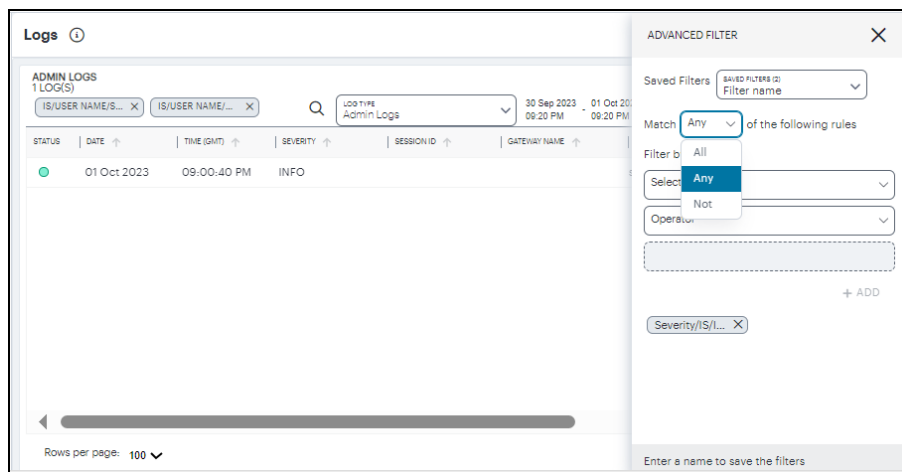 Logs
ADMIN LOGS
1 LOG(S)
IS/USER NAME/S... X IS/USER NAME/... X
LOG TYPE
Admin Logs
30 Sep 2023 - 01 Oct 20
09:20 PM 09:20 PM
STATUS DATE TIME (GMT) SEVERITY SESSION ID GATEWAY NAME
01 Oct 2023 09:00:40 PM INFO
Rows per page: 100
ADVANCED FILTER
Saved Filters SAVED FILTERS (2)
Filter name
Match Any of the following rules
Filter b
All
Select
Any
Not
Operator
+ ADD
Severity/IS/I... X
Enter a name to save the filters